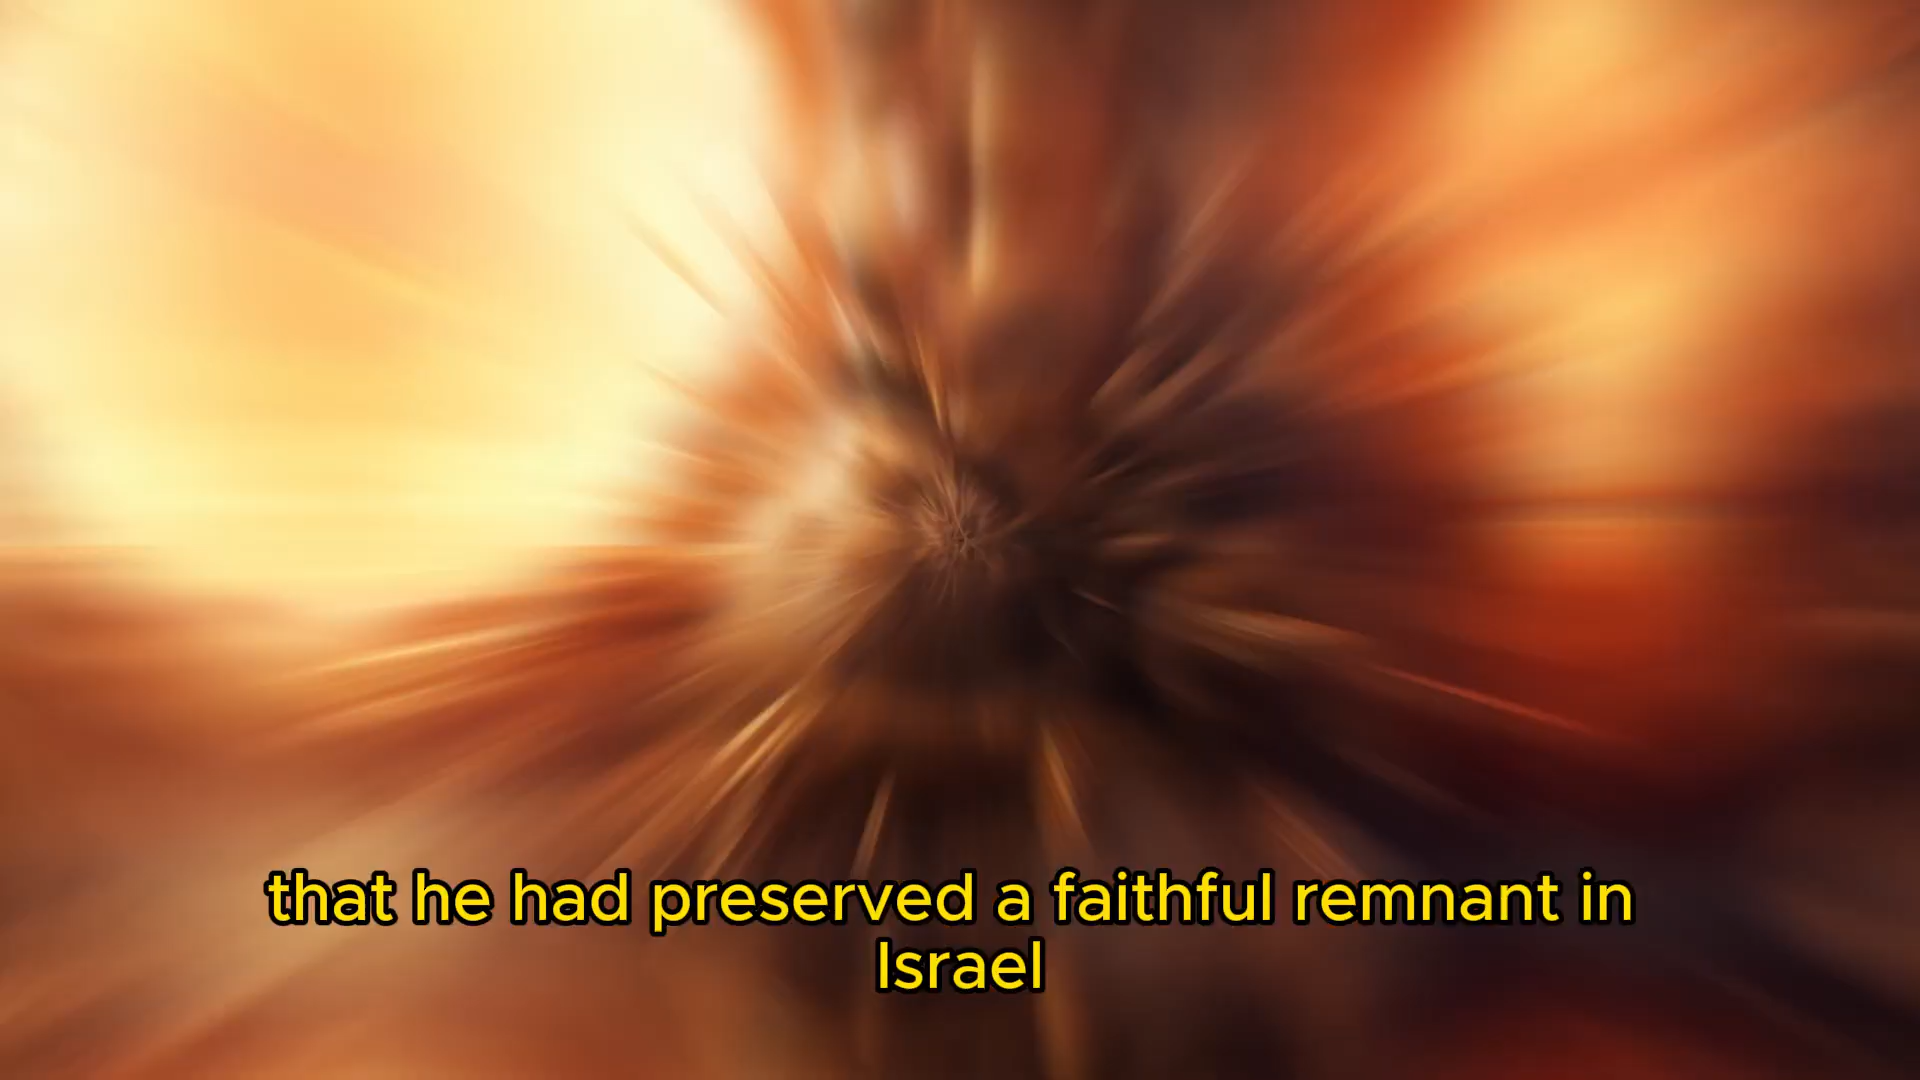 that he had preserved a faithful remnant in
Israel